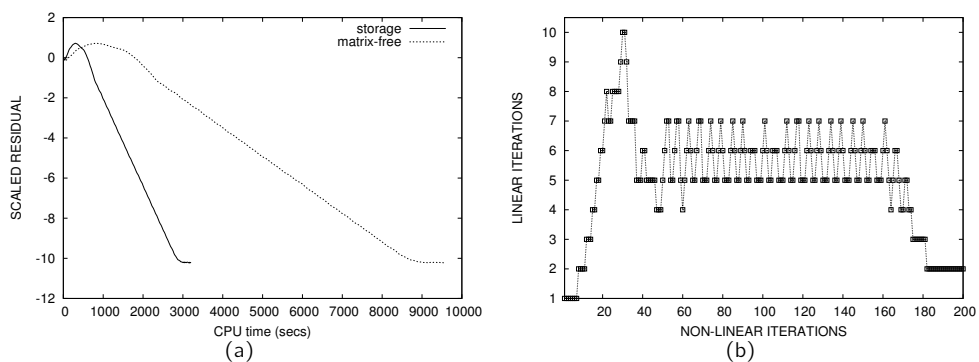 2
0
-2
-4
-6
-8
-10
-12
SCALED RESIDUAL
storage
matrix-free
0 1000 2000 3000 4000 5000 6000 7000 8000 9000 10000
CPU time (secs)
(a)
10
9
8
7
6
5
4
3
2
1
LINEAR ITERATIONS
20 40 60 80 100 120 140 160 180 200
NON-LINEAR ITERATIONS
(b)